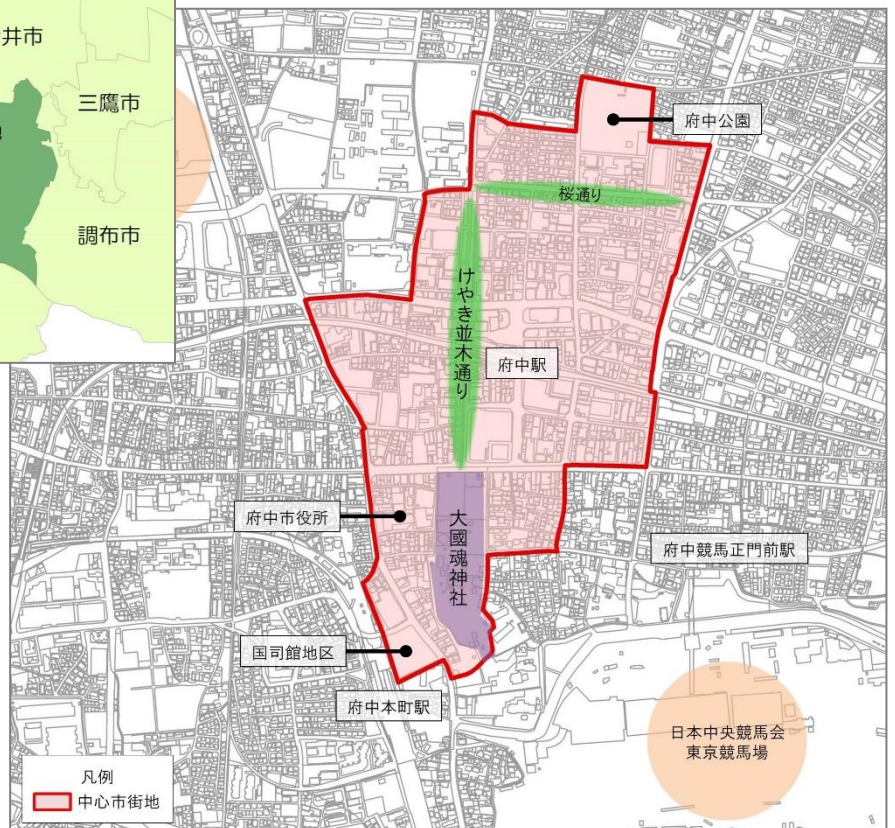 井市
三鷹市
調布市
府中公園
桜通り
けやき並木通り
府中駅
府中市役所
大國魂神社
府中競馬正門前駅
国司館地区
府中本町駅
日本中央競馬会
東京競馬場
凡例
中心市街地